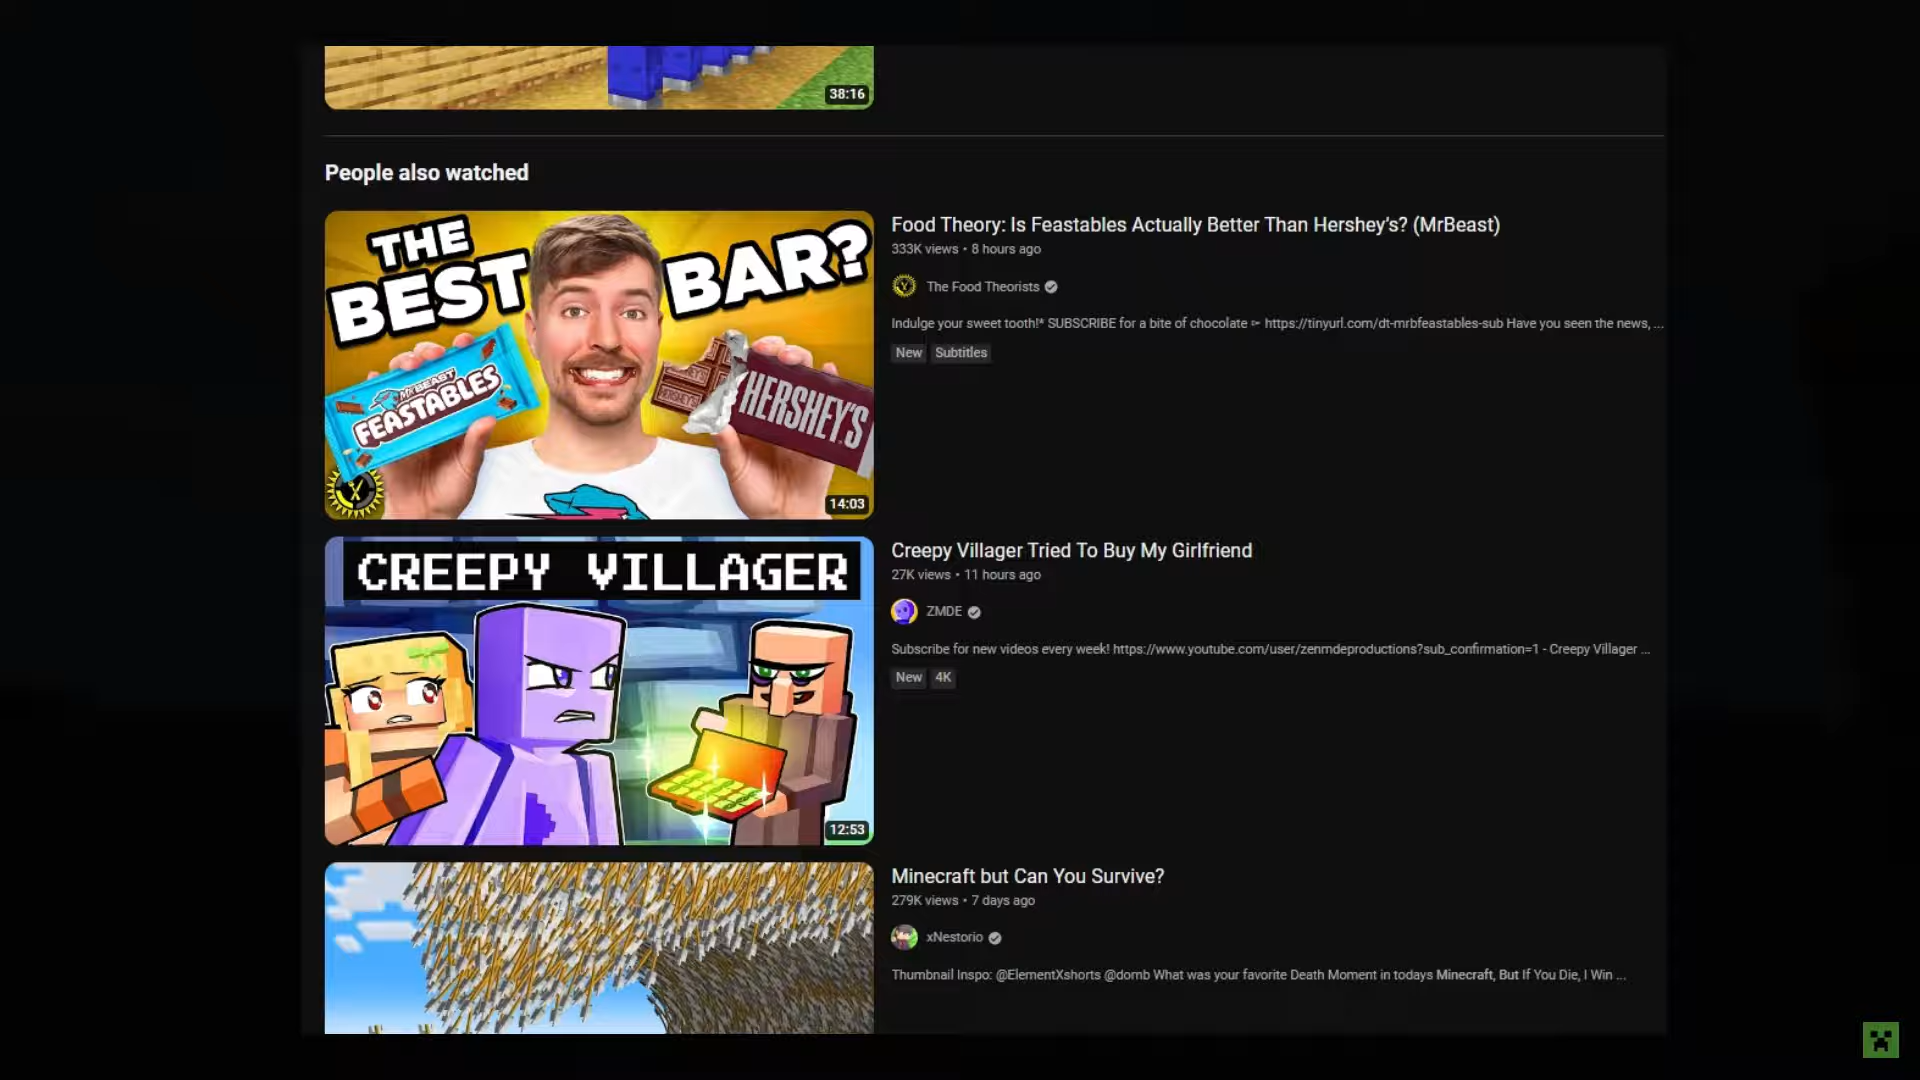 38:16
People also watched
THE
BEST BAR?
MRBEAST
FEASTABLES
HERSHEY'S
HERSHEY'S
14:03
Food Theory: Is Feastables Actually Better Than Hershey's? (MrBeast)
333K views • 8 hours ago
The Food Theorists
Indulge your sweet tooth!* SUBSCRIBE for a bite of chocolate ➣ https://tinyurl.com/dt-mrbfeastables-sub Have you seen the news, ...
New Subtitles
CREEPY VILLAGER
12:53
Creepy Villager Tried To Buy My Girlfriend
27K views • 11 hours ago
ZMDE
Subscribe for new videos every week! https://www.youtube.com/user/zenmdeproductions?sub_confirmation=1 - Creepy Villager ...
New 4K
Minecraft but Can You Survive?
279K views • 7 days ago
xNestorio
Thumbnail Inspo: @ElementXshorts @domb What was your favorite Death Moment in todays Minecraft, But If You Die, I Win ...